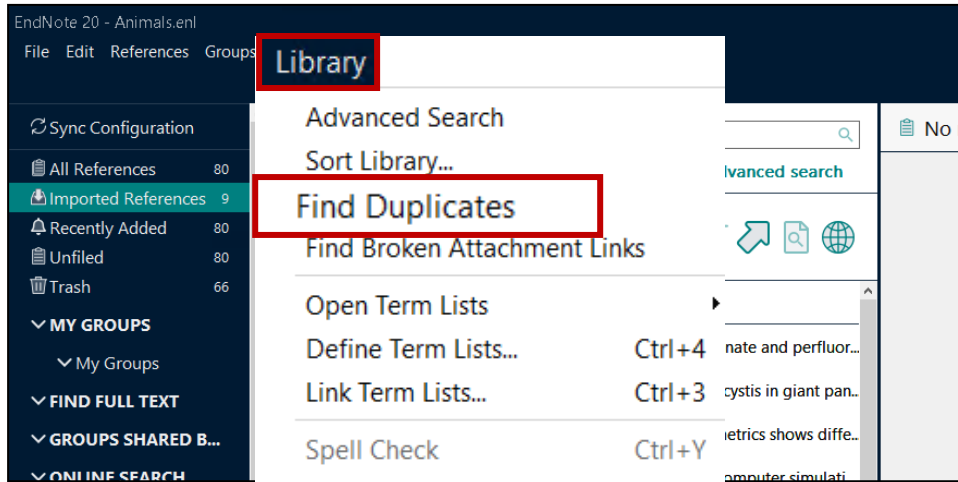 EndNote 20 - Animals.enl
File Edit References Groups
Library
Sync Configuration
All References 80
Imported References 9
Recently Added 80
Unfiled 80
Trash 66
MY GROUPS
My Groups
FIND FULL TEXT
GROUPS SHARED B...
ONLINE SEARCH
Advanced Search
Sort Library...
Find Duplicates
Find Broken Attachment Links
Open Term Lists
Define Term Lists... Ctrl+4
Link Term Lists... Ctrl+3
Spell Check Ctrl+Y
lvanced search
nate and perfluor...
cystis in giant pan...
etrics shows diffe...
omputer simulati
No